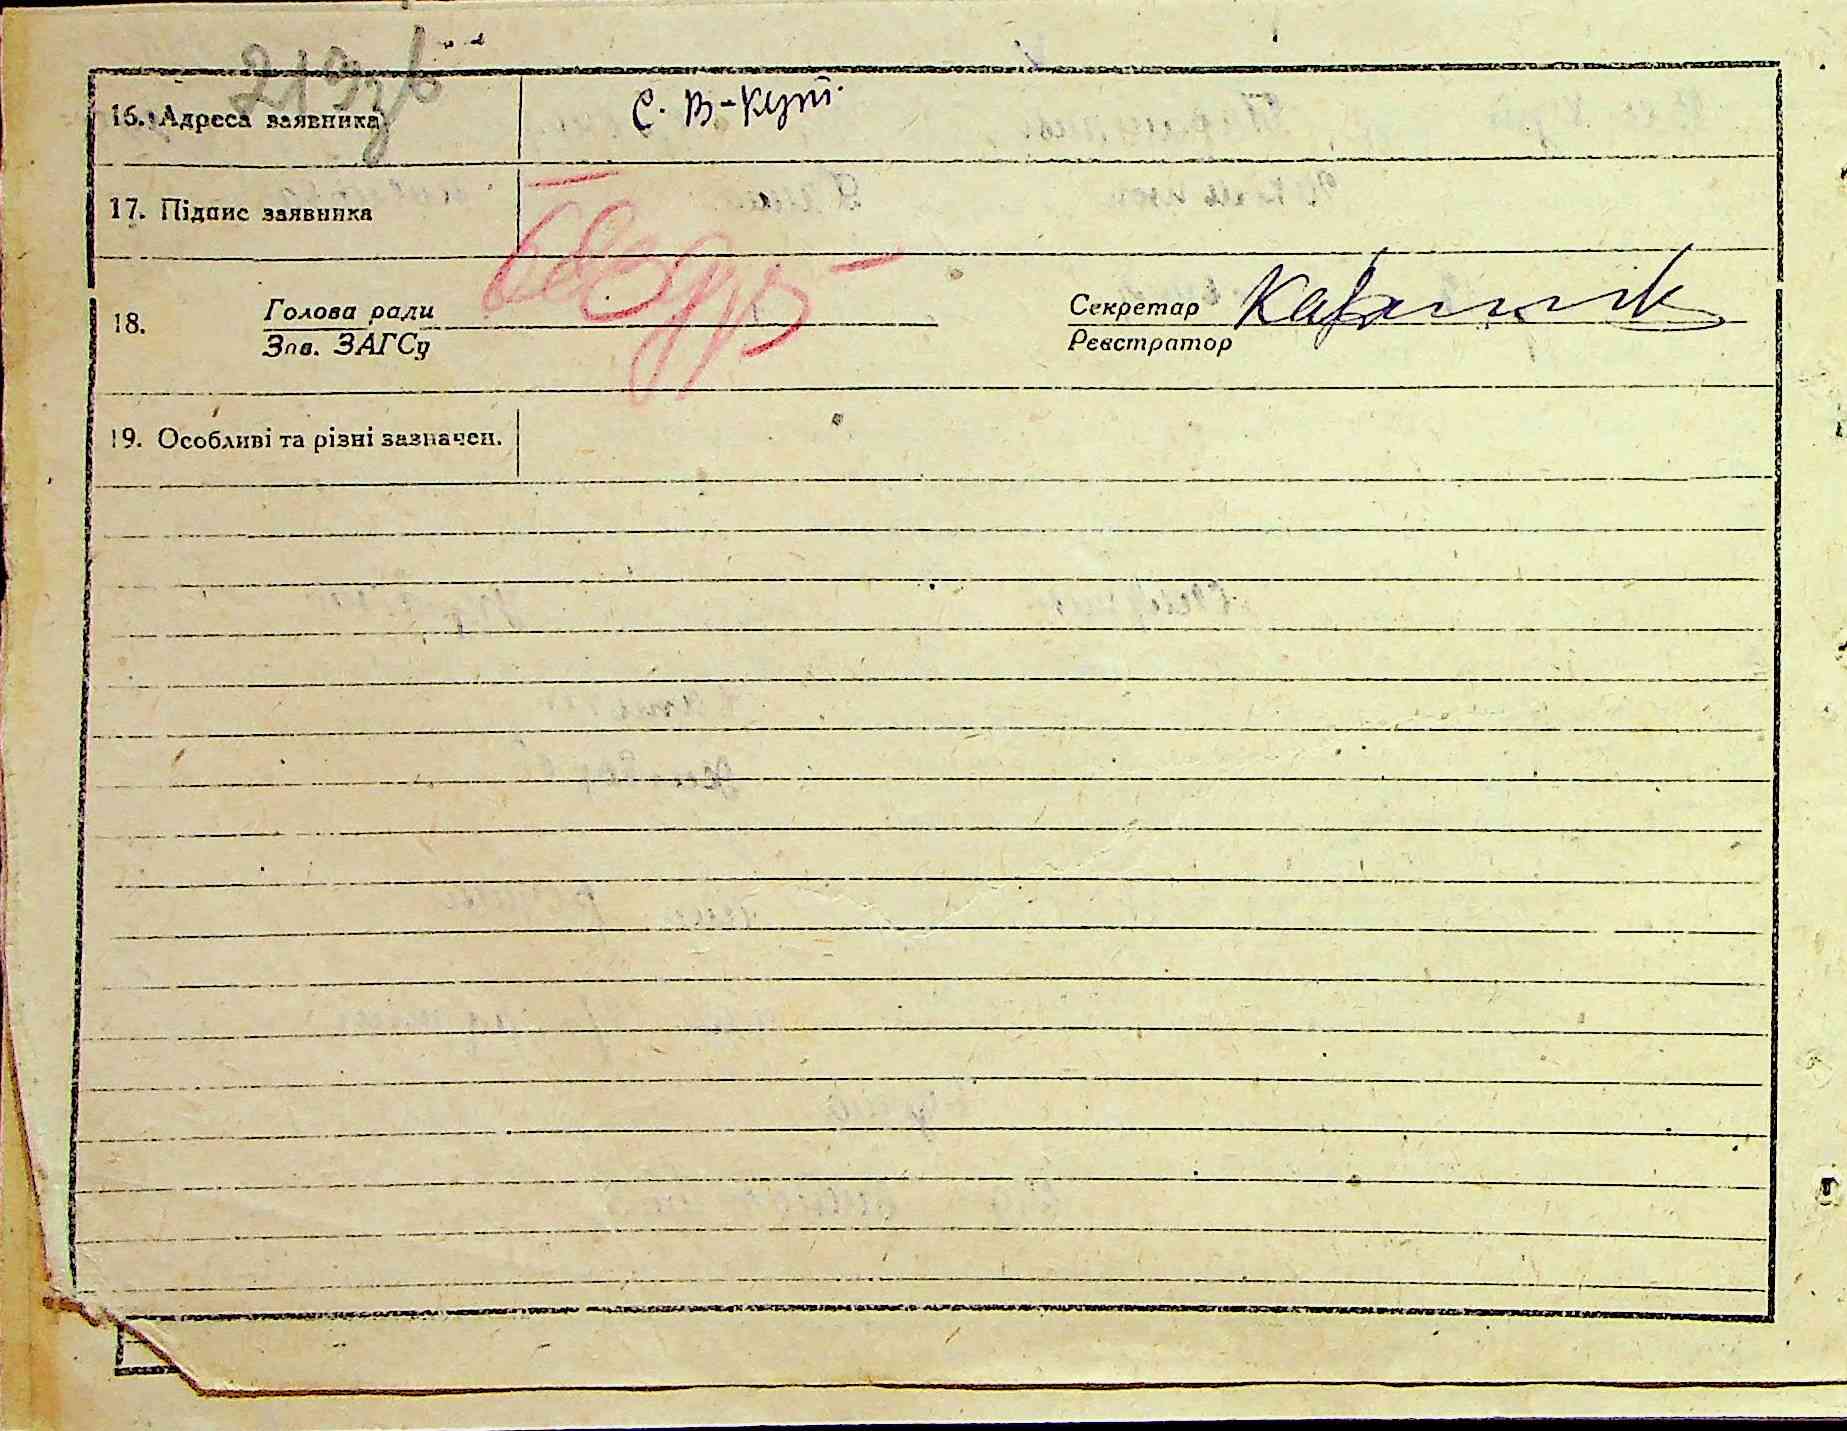 219зв
16. Адреса заявника С. В-Кут.
17. Підпис заявника
18. Голова ради Секретар
Зав. ЗАГСу Реєстратор
19. Особливі та різні зазначен.